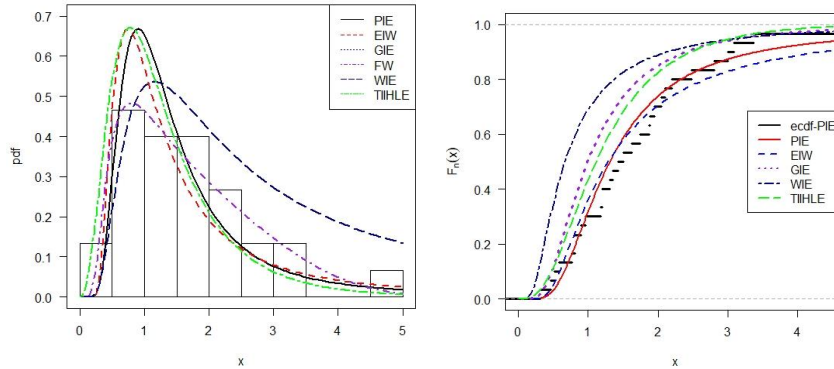 0.7
0.6
0.5
0.4
0.3
0.2
0.1
0.0
pdf
0 1 2 3 4 5
x
PIE
EIW
GIE
FW
WIE
TIIHLE
1.0
0.8
0.6
0.4
0.2
0.0
Fn(x)
0 1 2 3 4
x
ecdf-PIE
PIE
EIW
GIE
WIE
TIIHLE